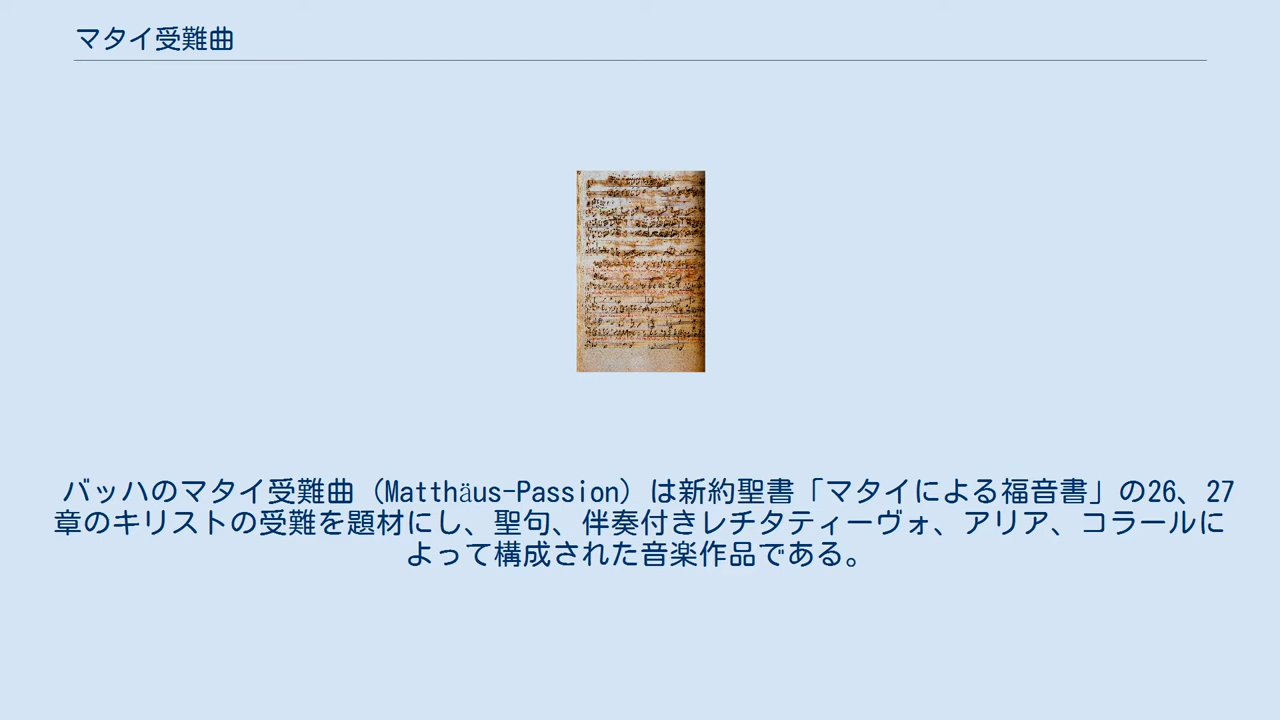 マタイ受難曲
バッハのマタイ受難曲（Matthäus-Passion）は新約聖書「マタイによる福音書」の26、27
章のキリストの受難を題材にし、聖句、伴奏付きレチタティーヴォ、アリア、コラールに
よって構成された音楽作品である。